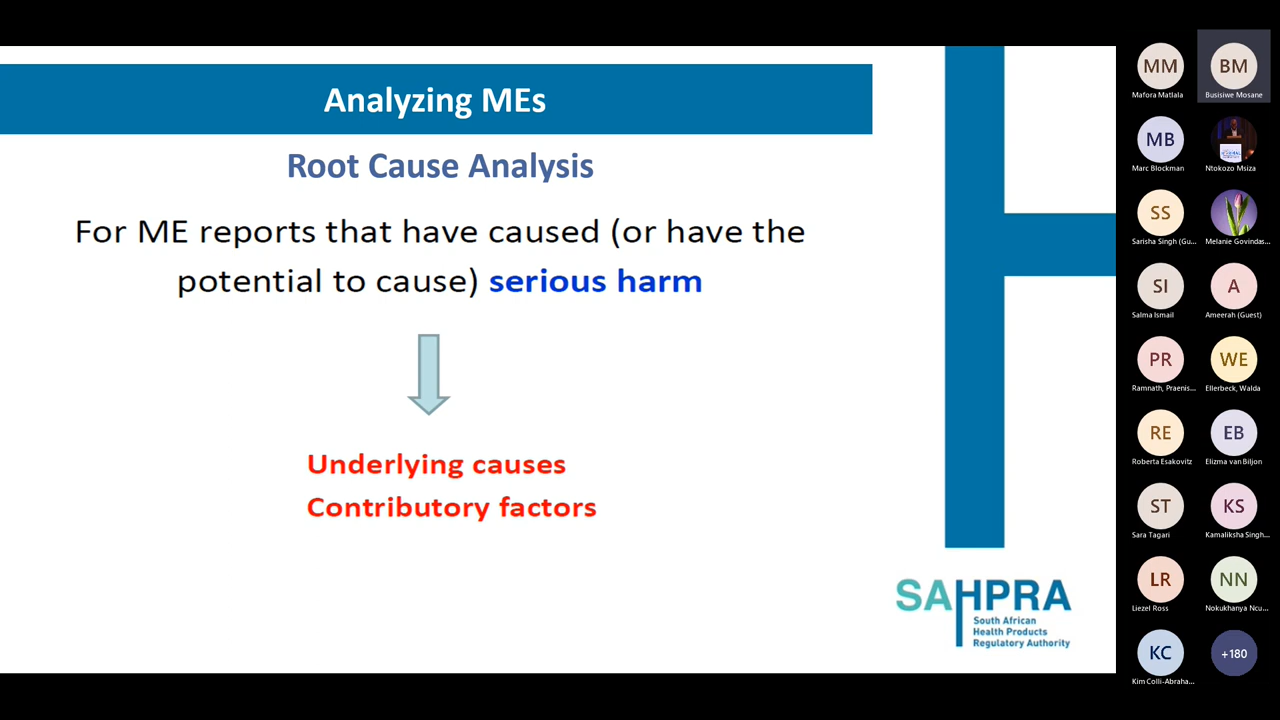 Analyzing MEs
Root Cause Analysis
For ME reports that have caused (or have the
potential to cause) serious harm
Underlying causes
Contributory factors
SAHPRA
South African
Health Products
Regulatory Authority
MM
BM
Mafora Matlala
Busisiwe Mosane
MB
Marc Blockman
Ntokozo Msiza
SS
Sarisha Singh (Gu...
Melanie Govindas...
SI
A
Salma Ismail
Ameerah (Guest)
PR
WE
Ramnath, Praenis...
Ellerbeck, Walda
RE
EB
Roberta Esakovitz
Elizma van Biljon
ST
KS
Sara Tagari
Kamaliksha Singh...
LR
NN
Liezel Ross
Nokukhanya Ncu...
KC
+180
Kim Colli-Abraha...